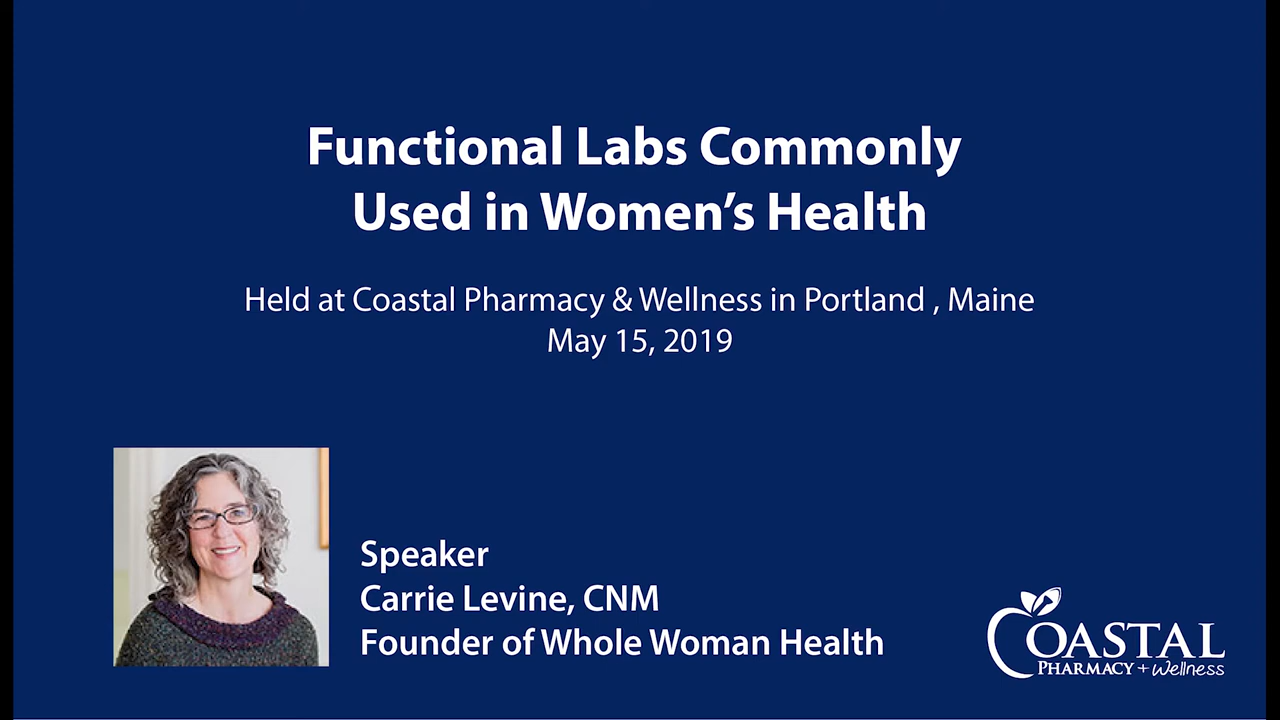 Functional Labs Commonly
Used in Women’s Health
Held at Coastal Pharmacy & Wellness in Portland , Maine
May 15, 2019
Speaker
Carrie Levine, CNM
Founder of Whole Woman Health
COASTAL
PHARMACY + Wellness